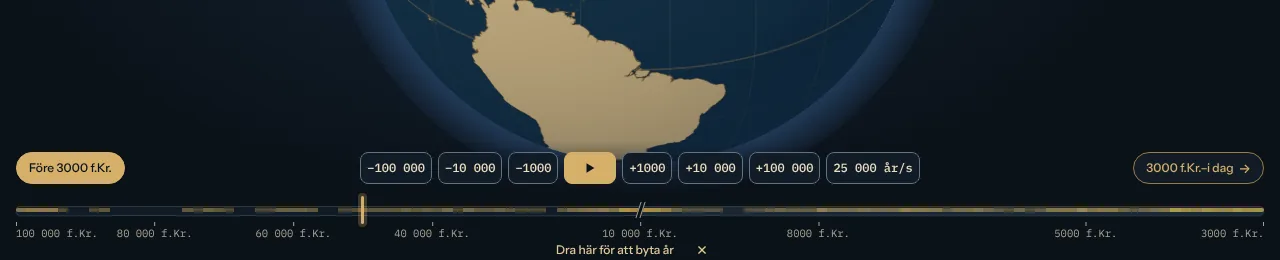 Före 3000 f.Kr.
−100 000
−10 000
−1000
+1000
+10 000
+100 000
25 000 år/s
3000 f.Kr.–i dag →
100 000 f.Kr.
80 000 f.Kr.
60 000 f.Kr.
40 000 f.Kr.
10 000 f.Kr.
8000 f.Kr.
5000 f.Kr.
3000 f.Kr.
Dra här för att byta år ✕